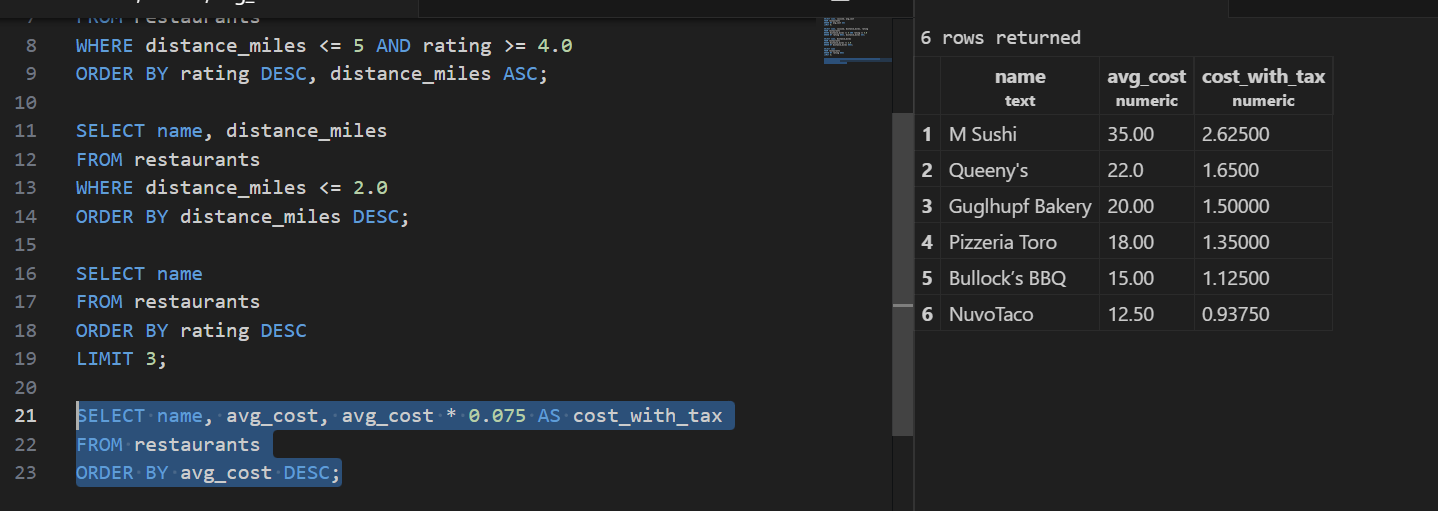 7 FROM restaurants
8 WHERE distance_miles <= 5 AND rating >= 4.0
9 ORDER BY rating DESC, distance_miles ASC;
10
11 SELECT name, distance_miles
12 FROM restaurants
13 WHERE distance_miles <= 2.0
14 ORDER BY distance_miles DESC;
15
16 SELECT name
17 FROM restaurants
18 ORDER BY rating DESC
19 LIMIT 3;
20
21 SELECT name, avg_cost, avg_cost * 0.075 AS cost_with_tax
22 FROM restaurants
23 ORDER BY avg_cost DESC;
6 rows returned
name avg_cost cost_with_tax
text numeric numeric
1 M Sushi 35.00 2.62500
2 Queeny's 22.0 1.6500
3 Guglhupf Bakery 20.00 1.50000
4 Pizzeria Toro 18.00 1.35000
5 Bullock’s BBQ 15.00 1.12500
6 NuvoTaco 12.50 0.93750